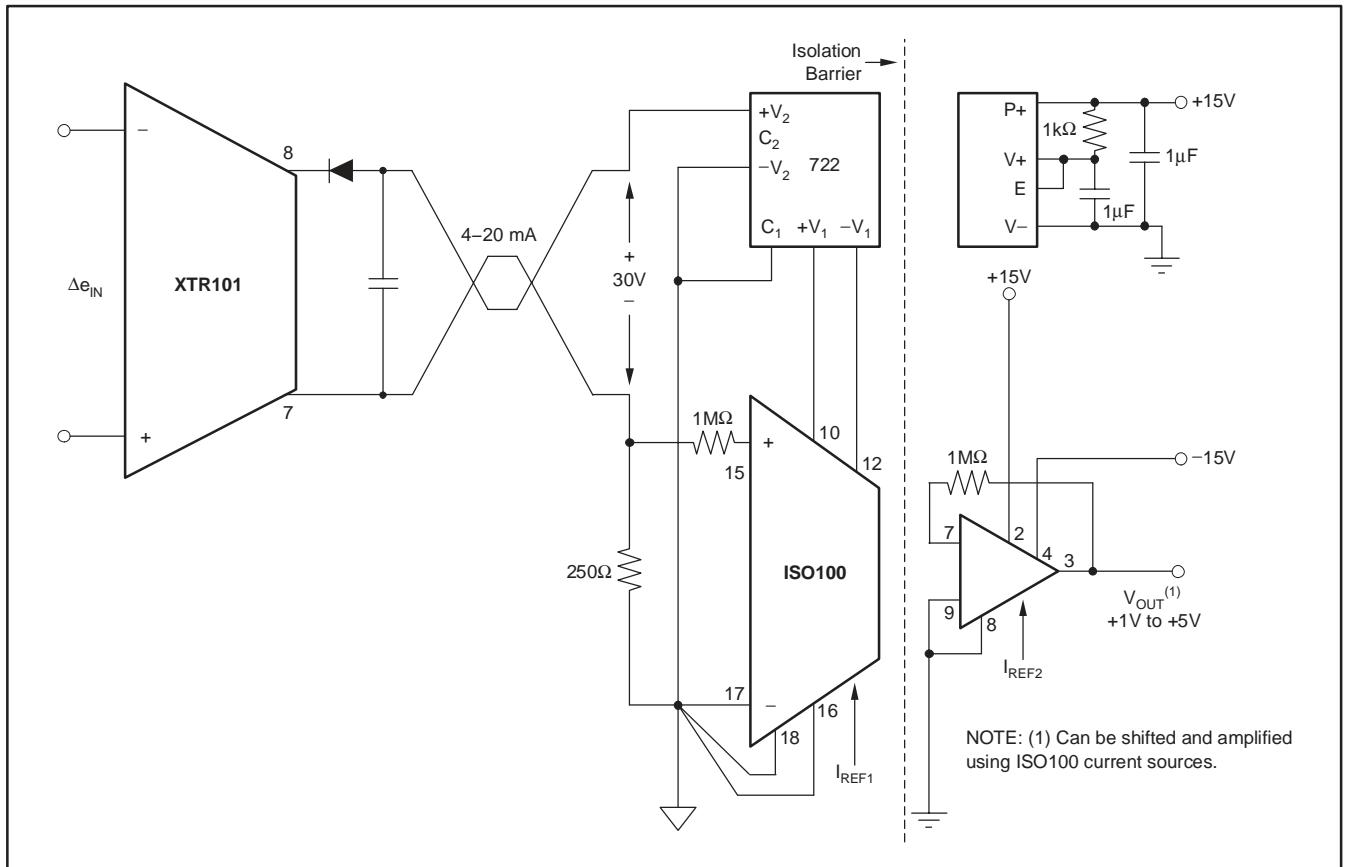 Isolation
Barrier
+V2
C2
−V2
722
C1
+V1
−V1
P+
1kΩ
V+
E
V−
1µF
1µF
+15V
−
8
ΔeIN
XTR101
7
+
4–20 mA
+
30V
−
1MΩ
+
15
10
12
250Ω
ISO100
17
−
18
16
IREF1
+15V
−15V
1MΩ
7
2
4
3
9
8
IREF2
VOUT(1)
+1V to +5V
NOTE: (1) Can be shifted and amplified
using ISO100 current sources.